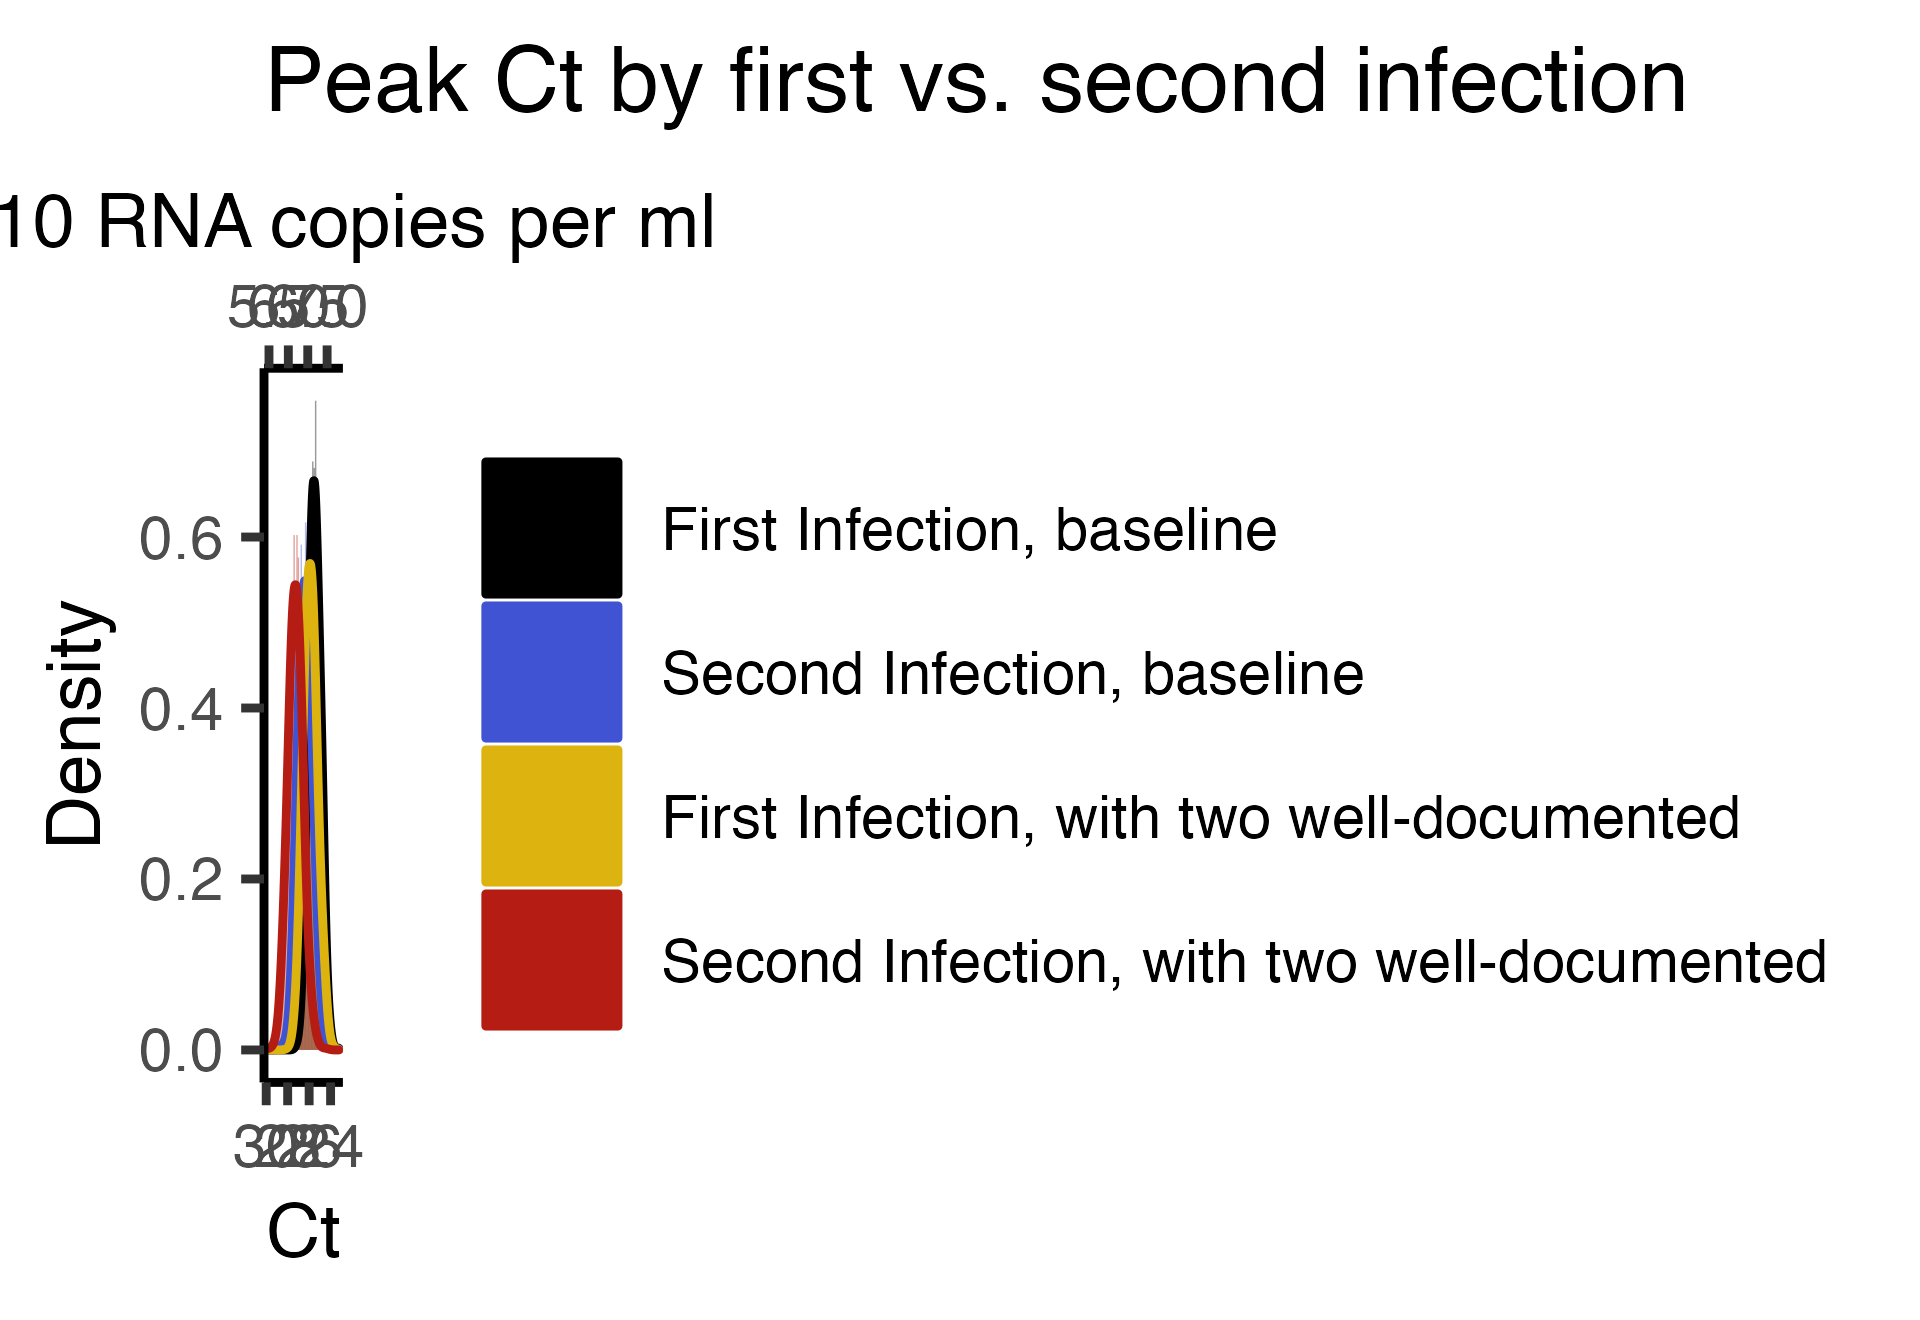 Peak Ct by first vs. second infection
10 RNA copies per ml
0.6
0.4
0.2
0.0
Density
Ct
First Infection, baseline
Second Infection, baseline
First Infection, with two well-documented
Second Infection, with two well-documented